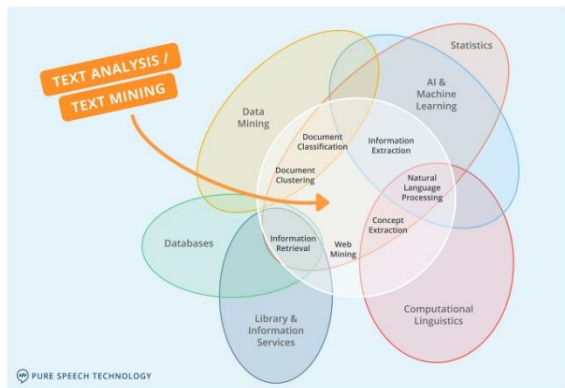 TEXT ANALYSIS /
TEXT MINING
Statistics
AI &
Machine
Learning
Data
Mining
Document
Classification
Information
Extraction
Document
Clustering
Natural
Language
Processing
Concept
Extraction
Databases
Information
Retrieval
Web
Mining
Library &
Information
Services
Computational
Linguistics
PURE SPEECH TECHNOLOGY